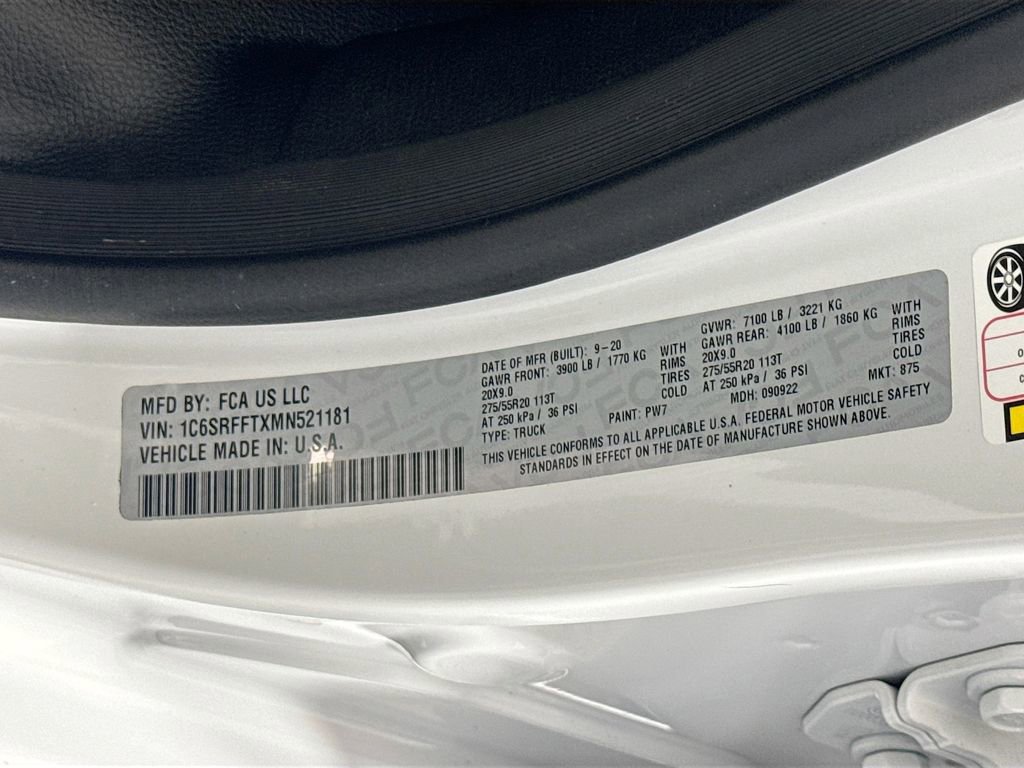 MFD BY: FCA US LLC
VIN: 1C6SRFFTXMN521181
VEHICLE MADE IN: U.S.A.
DATE OF MFR (BUILT): 9-20
GAWR FRONT: 3900 LB / 1770 KG WITH
20X9.0 RIMS
275/55R20 113T TIRES
AT 250 kPa / 36 PSI COLD
TYPE: TRUCK PAINT: PW7
GVWR: 7100 LB / 3221 KG
GAWR REAR: 4100 LB / 1860 KG WITH
20X9.0 RIMS
275/55R20 113T TIRES
AT 250 kPa / 36 PSI COLD
MDH: 090922 MKT: 875
THIS VEHICLE CONFORMS TO ALL APPLICABLE U.S.A. FEDERAL MOTOR VEHICLE SAFETY
STANDARDS IN EFFECT ON THE DATE OF MANUFACTURE SHOWN ABOVE.